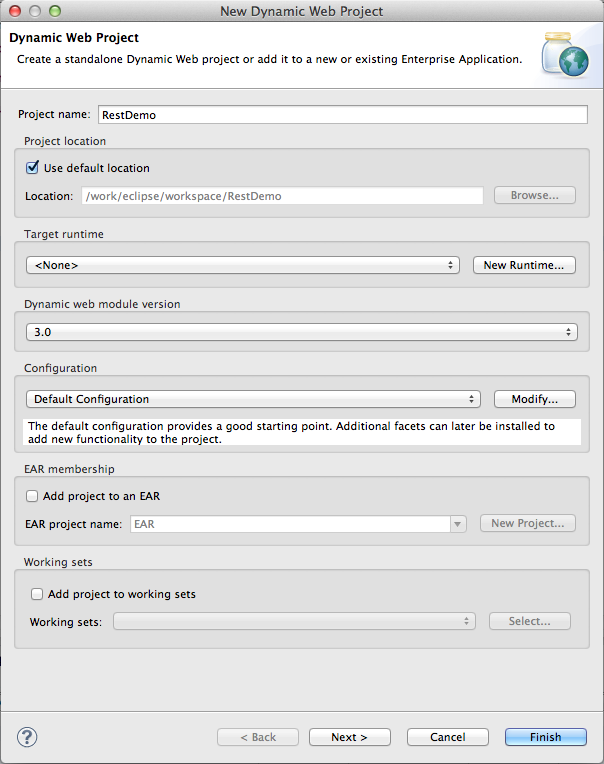 New Dynamic Web Project
Dynamic Web Project
Create a standalone Dynamic Web project or add it to a new or existing Enterprise Application.
Project name: RestDemo
Project location
Use default location
Location: /work/eclipse/workspace/RestDemo Browse...
Target runtime
<None> New Runtime...
Dynamic web module version
3.0
Configuration
Default Configuration Modify...
The default configuration provides a good starting point. Additional facets can later be installed to
add new functionality to the project.
EAR membership
Add project to an EAR
EAR project name: EAR New Project...
Working sets
Add project to working sets
Working sets: Select...
? < Back Next > Cancel Finish